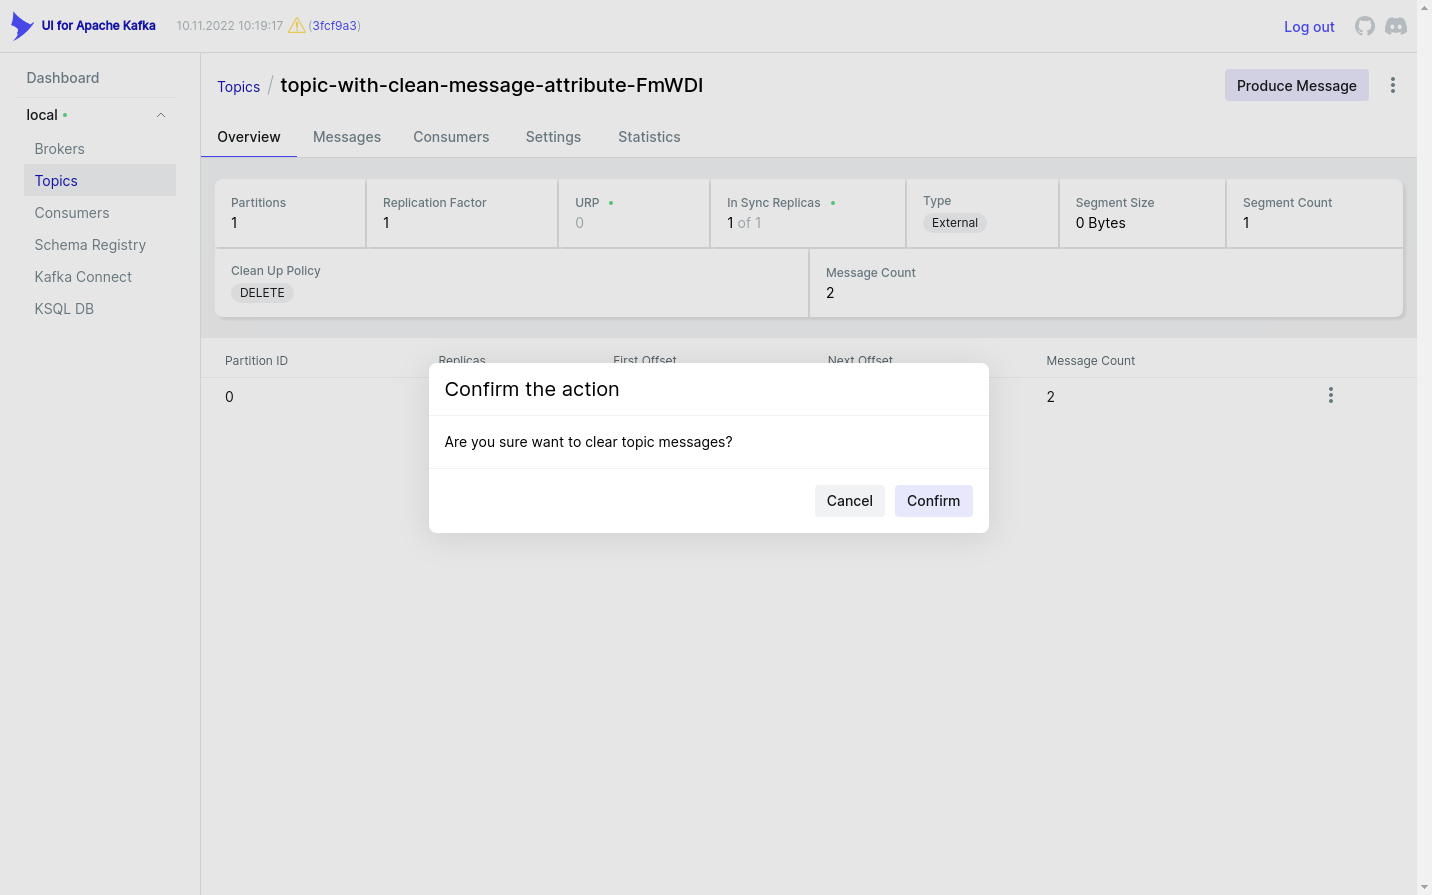 UI for Apache Kafka 10.11.2022 10:19:17 (3fcf9a3) Log out
Dashboard
local
Brokers
Topics
Consumers
Schema Registry
Kafka Connect
KSQL DB
Topics / topic-with-clean-message-attribute-FmWDI Produce Message
Overview Messages Consumers Settings Statistics
Partitions Replication Factor URP In Sync Replicas Type Segment Size Segment Count
1 1 0 1 of 1 External 0 Bytes 1
Clean Up Policy Message Count
DELETE 2
Partition ID Replicas First Offset Next Offset Message Count
0 2
Confirm the action
Are you sure want to clear topic messages?
Cancel Confirm